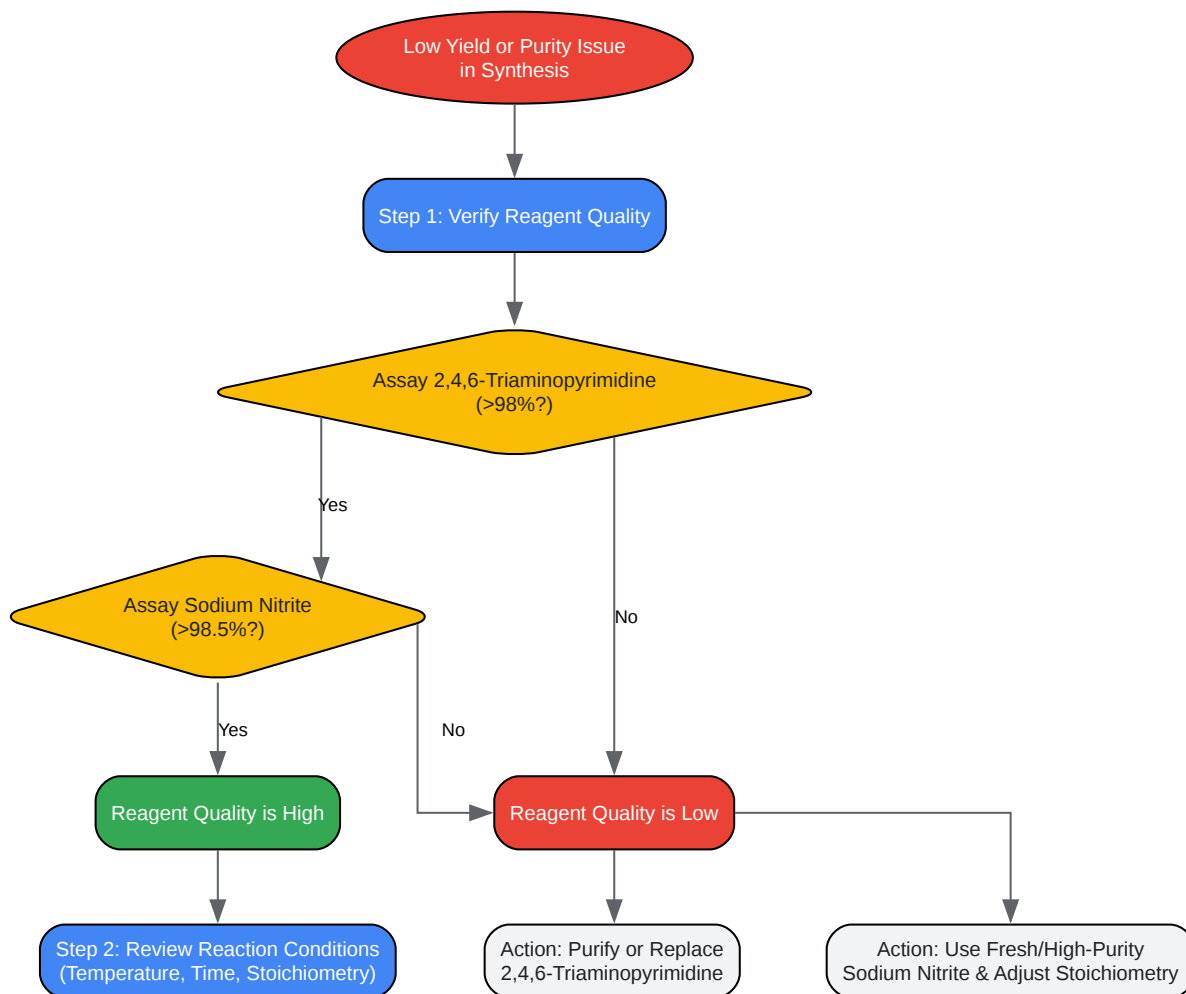 Low Yield or Purity Issue
in Synthesis
Step 1: Verify Reagent Quality
Assay 2,4,6-Triaminopyrimidine
(>98%?)
Yes
Assay Sodium Nitrite
(>98.5%?)
No
Yes
No
Reagent Quality is High
Reagent Quality is Low
Step 2: Review Reaction Conditions
(Temperature, Time, Stoichiometry)
Action: Purify or Replace
2,4,6-Triaminopyrimidine
Action: Use Fresh/High-Purity
Sodium Nitrite & Adjust Stoichiometry